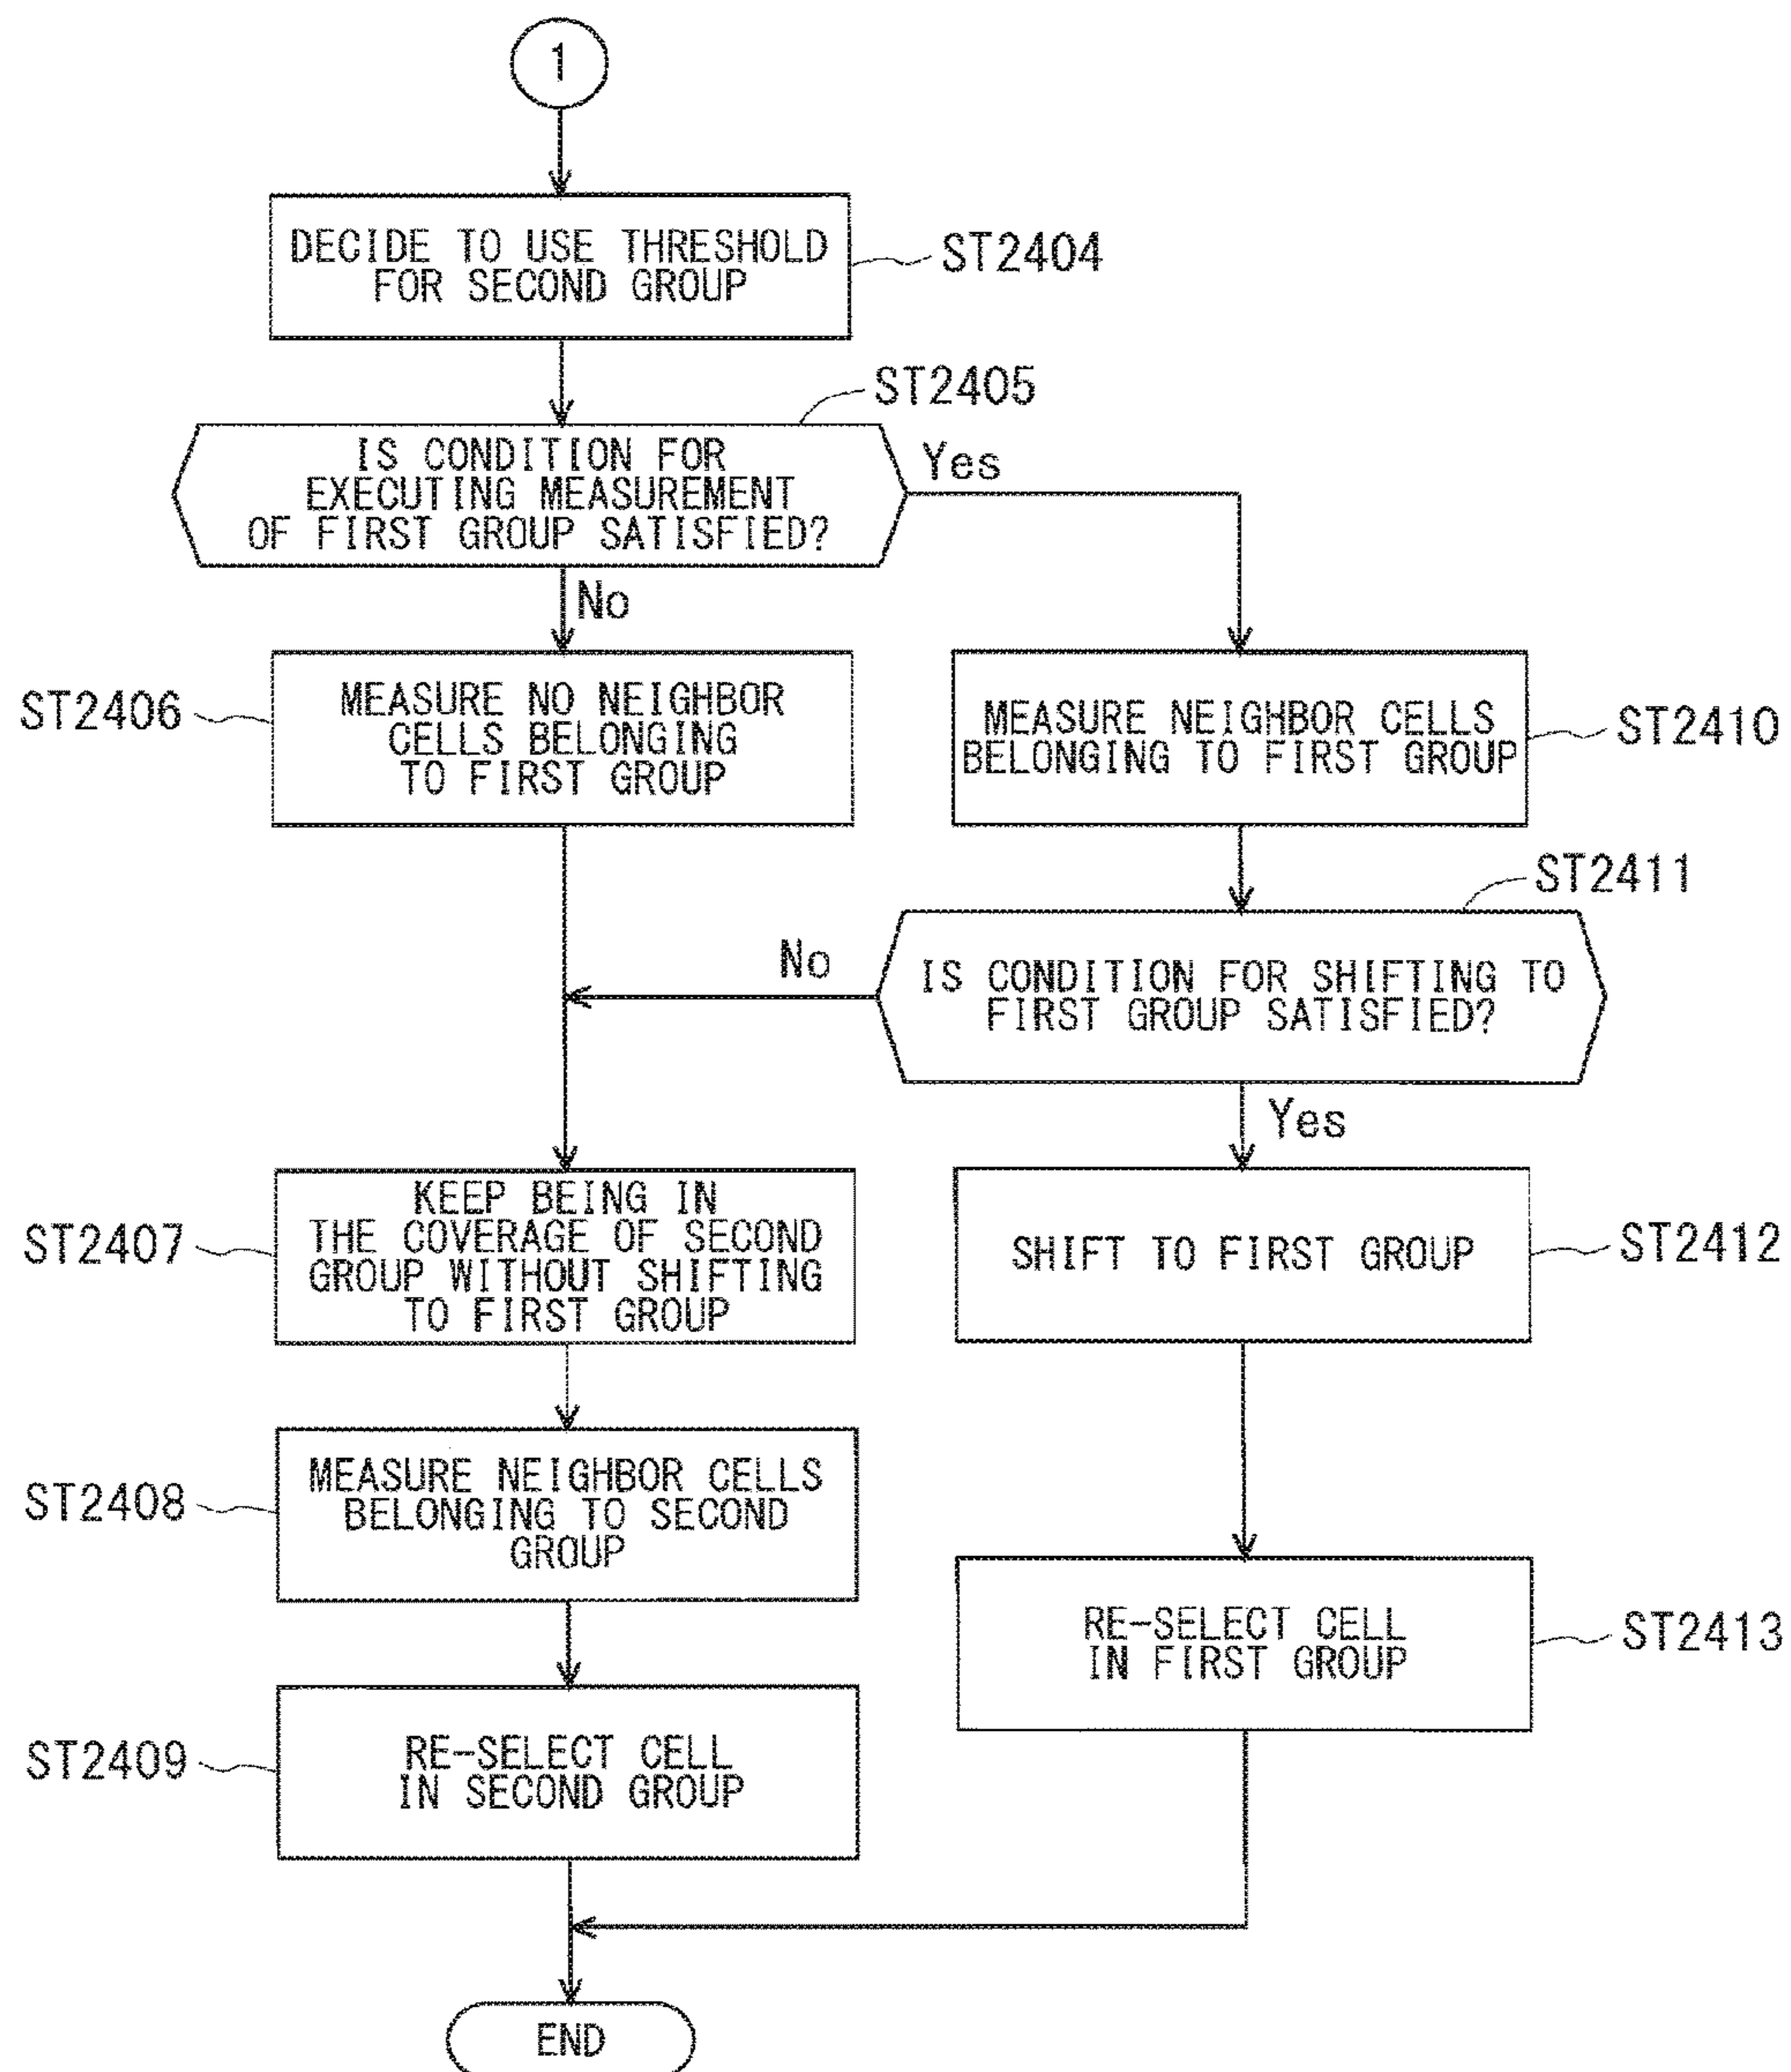 1
DECIDE TO USE THRESHOLD
FOR SECOND GROUP
ST2404
ST2405
IS CONDITION FOR
EXECUTING MEASUREMENT
OF FIRST GROUP SATISFIED?
Yes
No
ST2406
MEASURE NO NEIGHBOR
CELLS BELONGING
TO FIRST GROUP
MEASURE NEIGHBOR CELLS
BELONGING TO FIRST GROUP
ST2410
ST2411
No
IS CONDITION FOR SHIFTING TO
FIRST GROUP SATISFIED?
Yes
ST2407
KEEP BEING IN
THE COVERAGE OF SECOND
GROUP WITHOUT SHIFTING
TO FIRST GROUP
SHIFT TO FIRST GROUP
ST2412
ST2408
MEASURE NEIGHBOR CELLS
BELONGING TO SECOND
GROUP
RE-SELECT CELL
IN FIRST GROUP
ST2413
ST2409
RE-SELECT CELL
IN SECOND GROUP
END